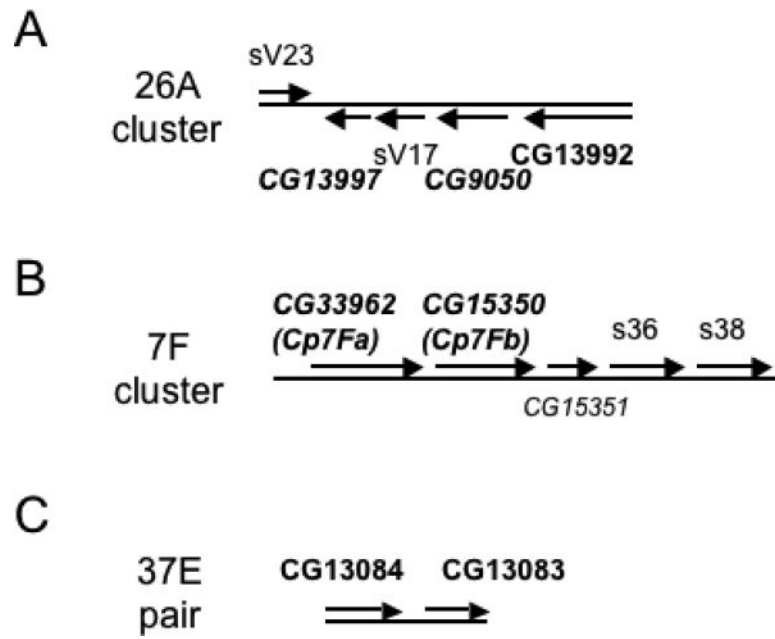 A
26A
cluster
sV23
sV17
CG13992
CG13997
CG9050
B
7F
cluster
CG33962
(Cp7Fa)
CG15350
(Cp7Fb)
s36
s38
CG15351
C
37E
pair
CG13084
CG13083